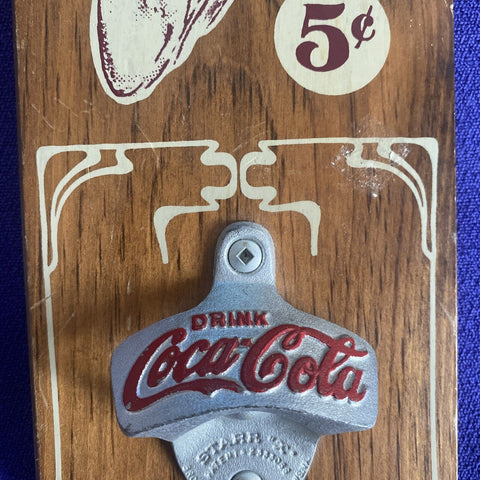 5¢
DRINK
Coca-Cola
STARR "X"